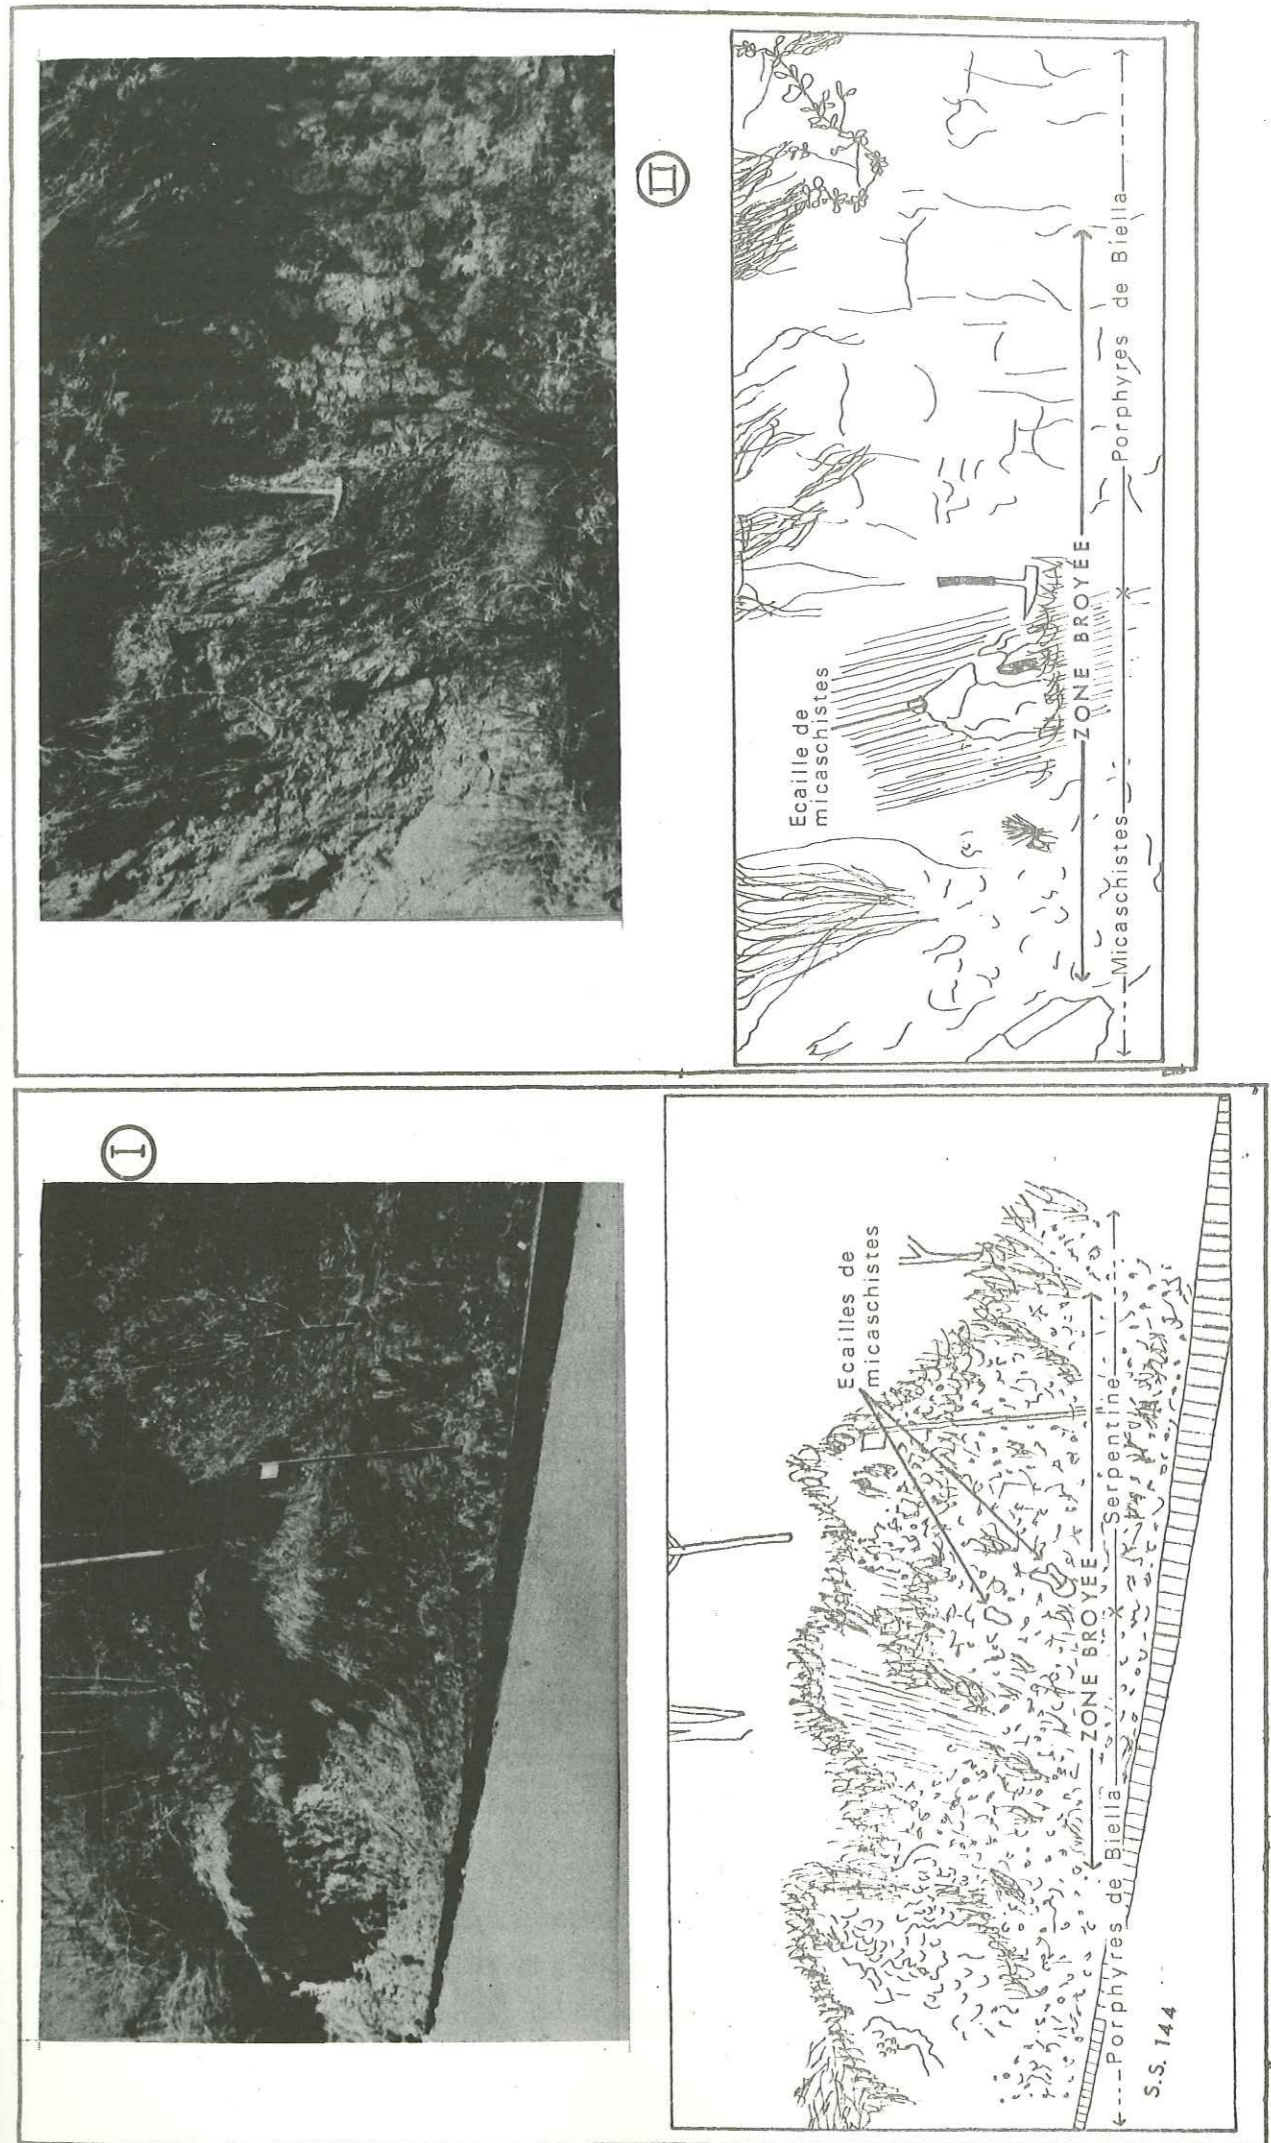 I
Ecailles de
micaschistes
ZONE BROYÉE
Porphyres de Biella
Serpentine
S.S. 144
II
Ecaille de
micaschistes
ZONE BROYÉE
Micaschistes
Porphyres de Biella